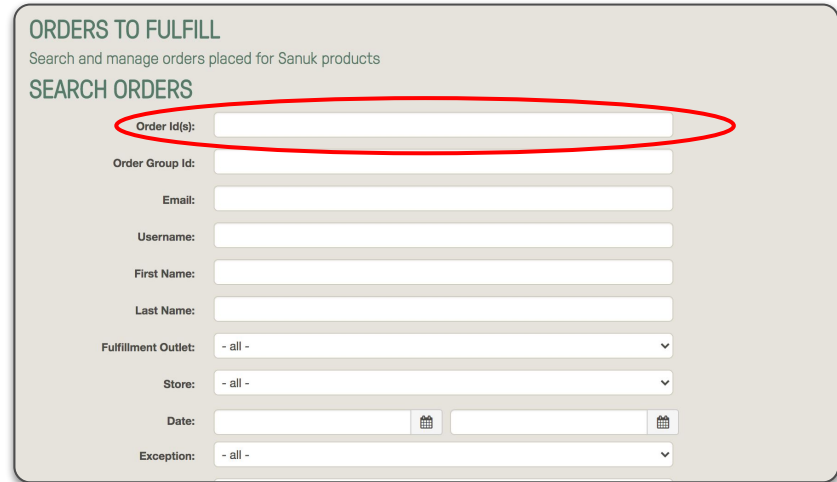 ORDERS TO FULFILL
Search and manage orders placed for Sanuk products
SEARCH ORDERS
Order Id(s):
Order Group Id:
Email:
Username:
First Name:
Last Name:
Fulfillment Outlet: - all -
Store: - all -
Date:
Exception: - all -